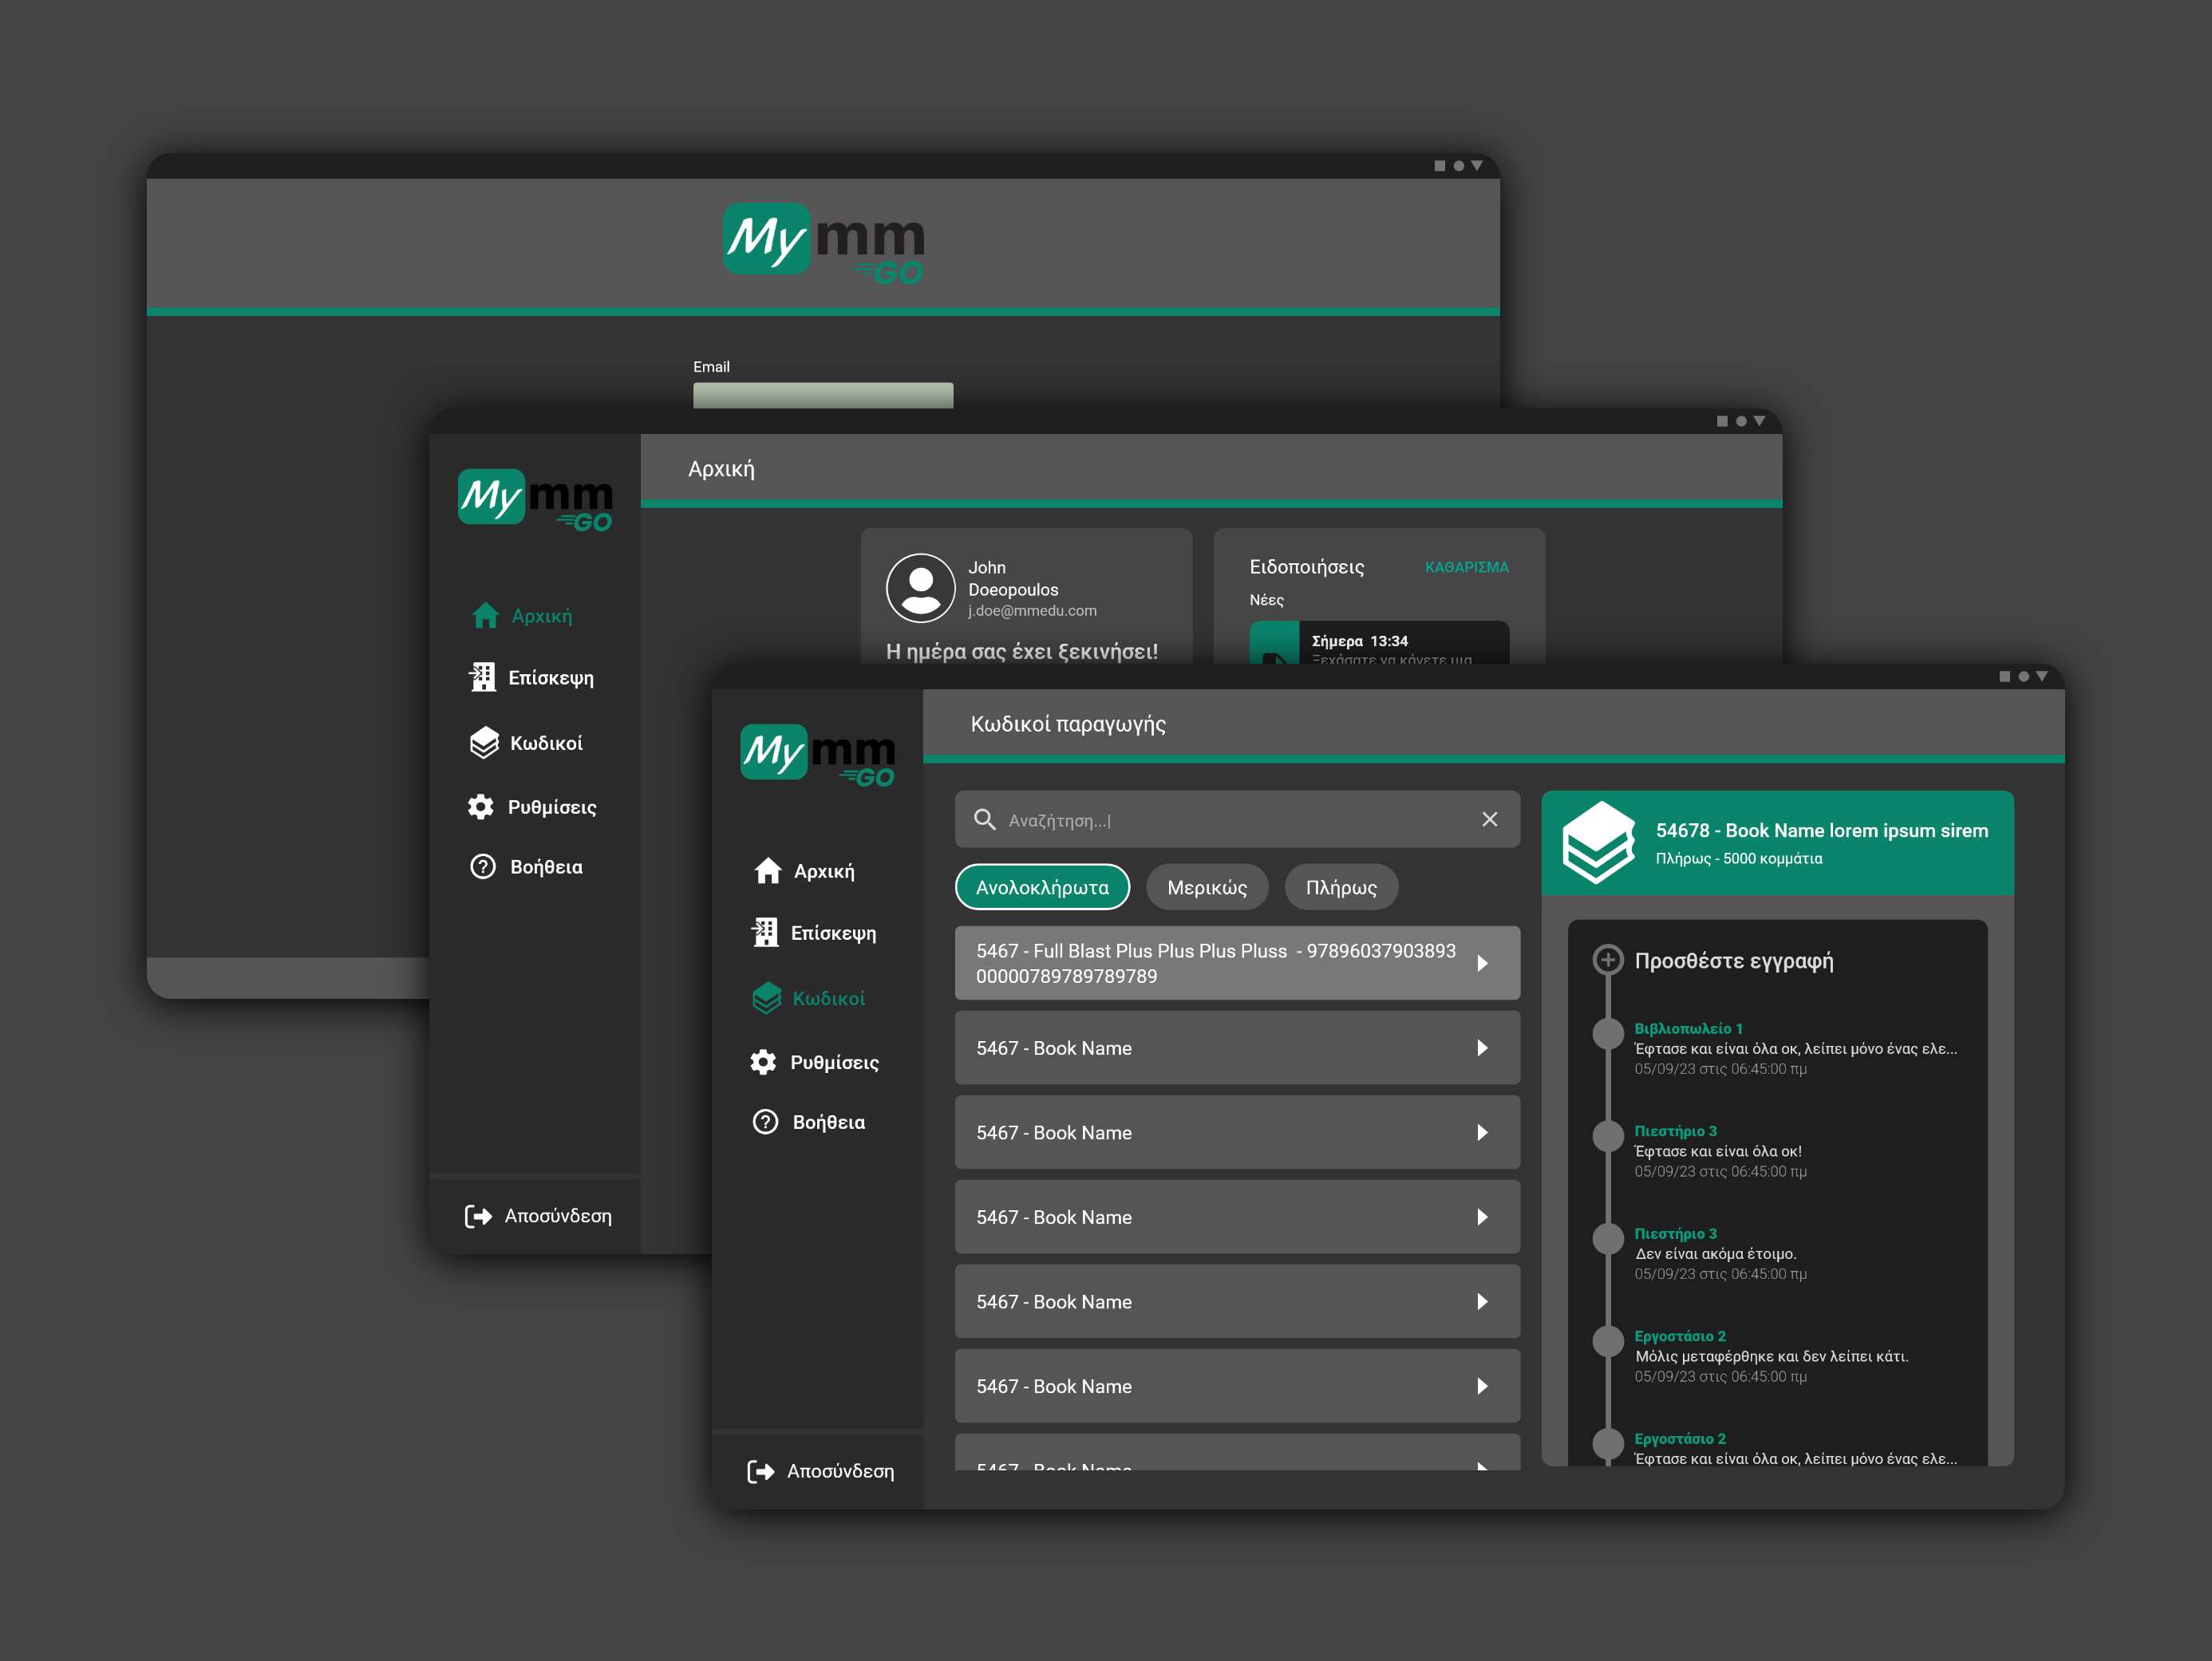 My mm
GO
Email
My mm
GO
Αρχική
Επίσκεψη
Κωδικοί
Ρυθμίσεις
Βοήθεια
Αποσύνδεση
Αρχική
John
Doeopoulos
j.doe@mmedu.com
Η ημέρα σας έχει ξεκινήσει!
Ειδοποιήσεις ΚΑΘΑΡΙΣΜΑ
Νέες
Σήμερα 13:34
Ξεχάσατε να κάνετε μια
My mm
GO
Αρχική
Επίσκεψη
Κωδικοί
Ρυθμίσεις
Βοήθεια
Αποσύνδεση
Κωδικοί παραγωγής
Αναζήτηση...|
Ανολοκλήρωτα Μερικώς Πλήρως
5467 - Full Blast Plus Plus Plus Pluss - 97896037903893
00000789789789789
5467 - Book Name
5467 - Book Name
5467 - Book Name
5467 - Book Name
5467 - Book Name
5467 - Book Name
54678 - Book Name lorem ipsum sirem
Πλήρως - 5000 κομμάτια
Προσθέστε εγγραφή
Βιβλιοπωλείο 1
Έφτασε και είναι όλα οκ, λείπει μόνο ένας ελε...
05/09/23 στις 06:45:00 πμ
Πιεστήριο 3
Έφτασε και είναι όλα οκ!
05/09/23 στις 06:45:00 πμ
Πιεστήριο 3
Δεν είναι ακόμα έτοιμο.
05/09/23 στις 06:45:00 πμ
Εργοστάσιο 2
Μόλις μεταφέρθηκε και δεν λείπει κάτι.
05/09/23 στις 06:45:00 πμ
Εργοστάσιο 2
Έφτασε και είναι όλα οκ, λείπει μόνο ένας ελε...